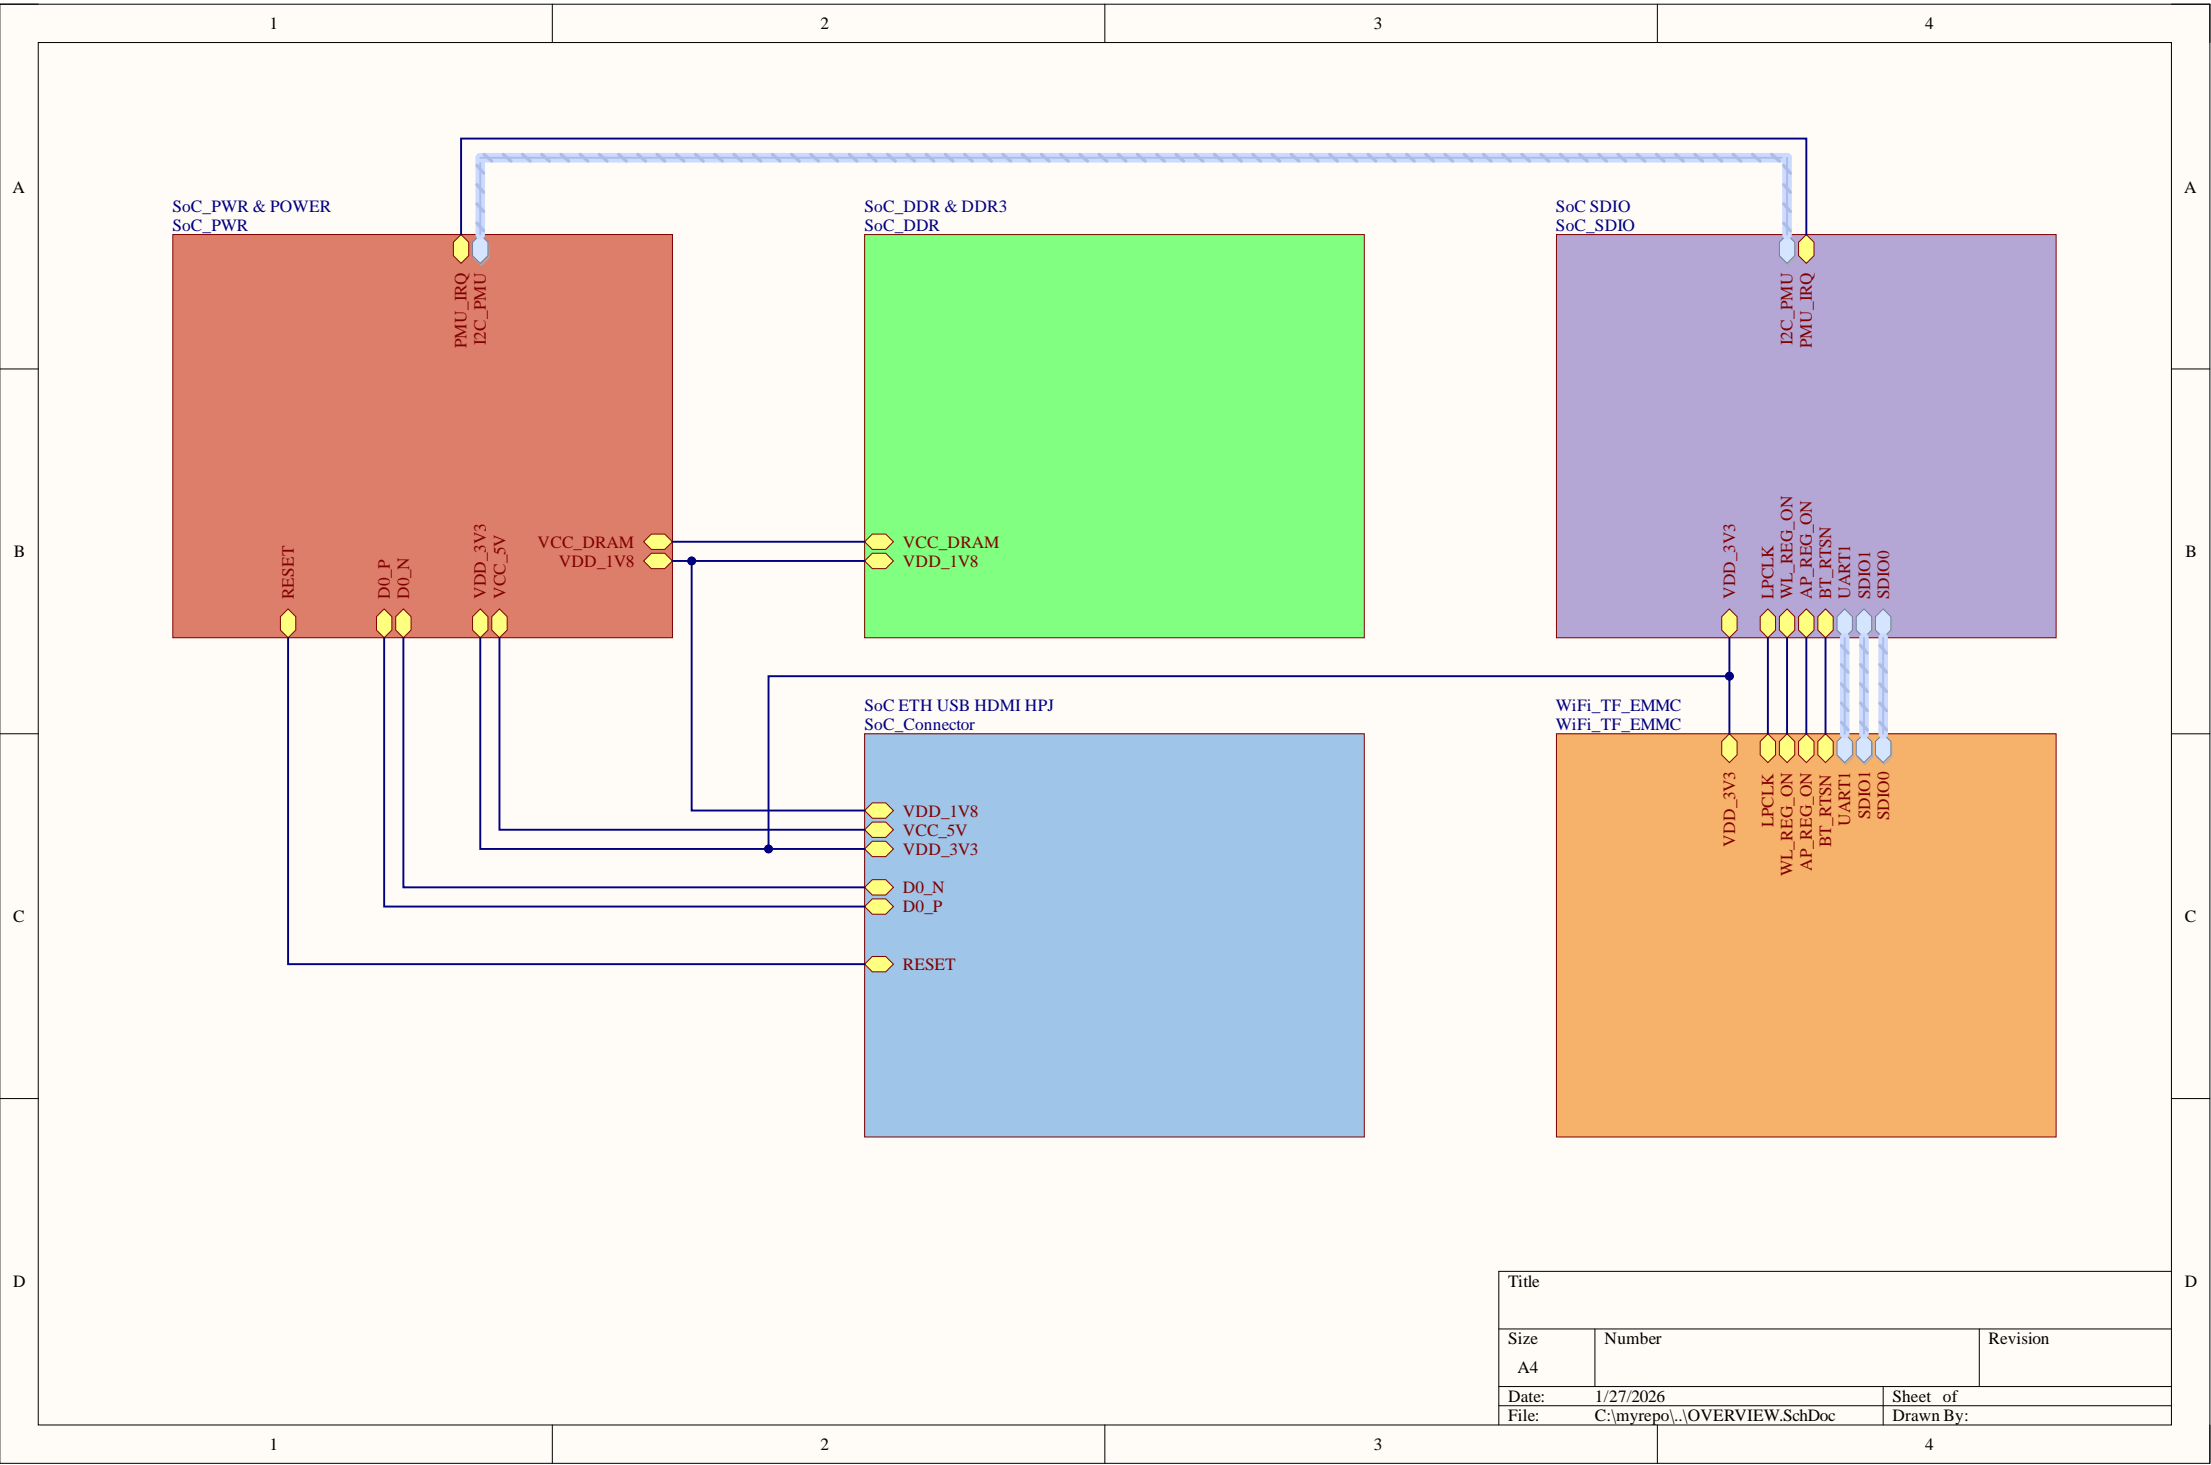 1
2
3
4
A
A
SoC_PWR & POWER
SoC_PWR
SoC_DDR & DDR3
SoC_DDR
SoC SDIO
SoC_SDIO
PMU_IRQ
I2C_PMU
I2C_PMU
PMU_IRQ
B
B
RESET
D0_P
D0_N
VDD_3V3
VCC_5V
VCC_DRAM
VDD_1V8
VCC_DRAM
VDD_1V8
VDD_3V3
LPCLK
WL_REG_ON
AP_REG_ON
BT_RTSN
UART1
SDIO1
SDIO0
SoC ETH USB HDMI HPJ
SoC_Connector
WiFi_TF_EMMC
WiFi_TF_EMMC
VDD_1V8
VCC_5V
VDD_3V3
D0_N
D0_P
RESET
VDD_3V3
LPCLK
WL_REG_ON
AP_REG_ON
BT_RTSN
UART1
SDIO1
SDIO0
C
C
D
D
Title
Size
Number
Revision
A4
Date:
1/27/2026
Sheet of
File:
C:\myrepo\..\OVERVIEW.SchDoc
Drawn By:
1
2
3
4